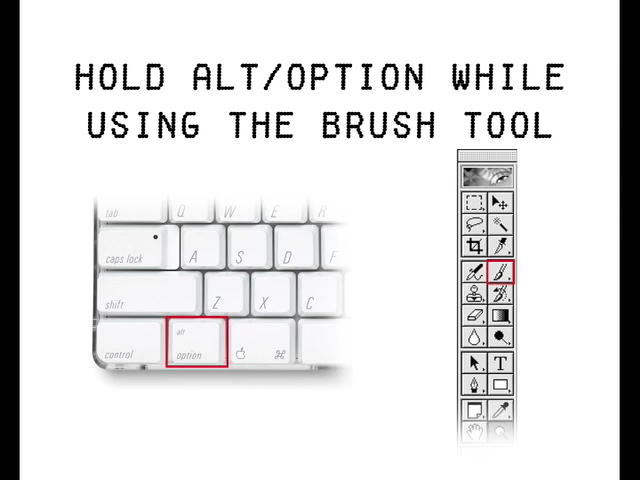 HOLD ALT/OPTION WHILE
USING THE BRUSH TOOL
tab Q W E R
caps lock A S D F
shift Z X C
alt
control option ⌘
T